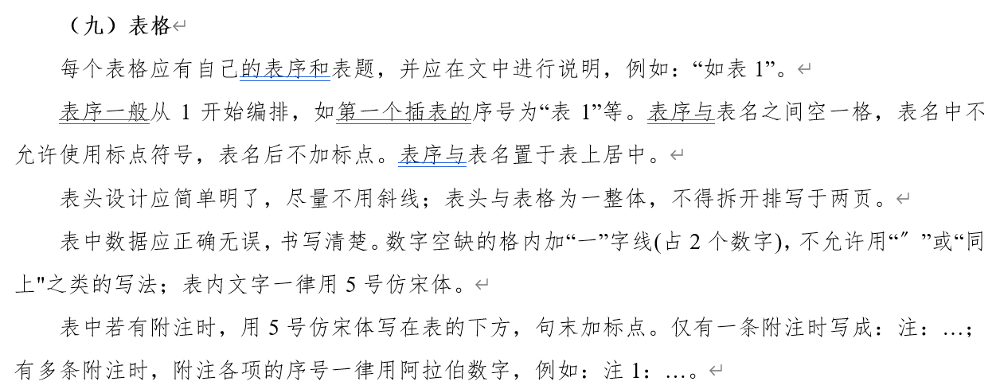 （九）表格↵
每个表格应有自己的表序和表题，并应在文中进行说明，例如：“如表 1”。↵
表序一般从 1 开始编排，如第一个插表的序号为“表 1”等。表序与表名之间空一格，表名中不
允许使用标点符号，表名后不加标点。表序与表名置于表上居中。↵
表头设计应简单明了，尽量不用斜线；表头与表格为一整体，不得拆开排写于两页。↵
表中数据应正确无误，书写清楚。数字空缺的格内加“一”字线(占 2 个数字)，不允许用“〞”或“同
上"之类的写法；表内文字一律用 5 号仿宋体。↵
表中若有附注时，用 5 号仿宋体写在表的下方，句末加标点。仅有一条附注时写成：注：…；
有多条附注时，附注各项的序号一律用阿拉伯数字，例如：注 1：…。↵